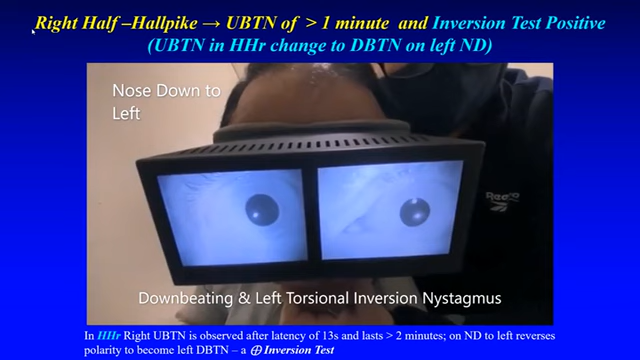 Right Half –Hallpike → UBTN of > 1 minute and Inversion Test Positive
(UBTN in HHr change to DBTN on left ND)
Nose Down to
Left
Reebok
Downbeating & Left Torsional Inversion Nystagmus
In HHr Right UBTN is observed after latency of 13s and lasts > 2 minutes; on ND to left reverses
polarity to become left DBTN – a ⊕ Inversion Test